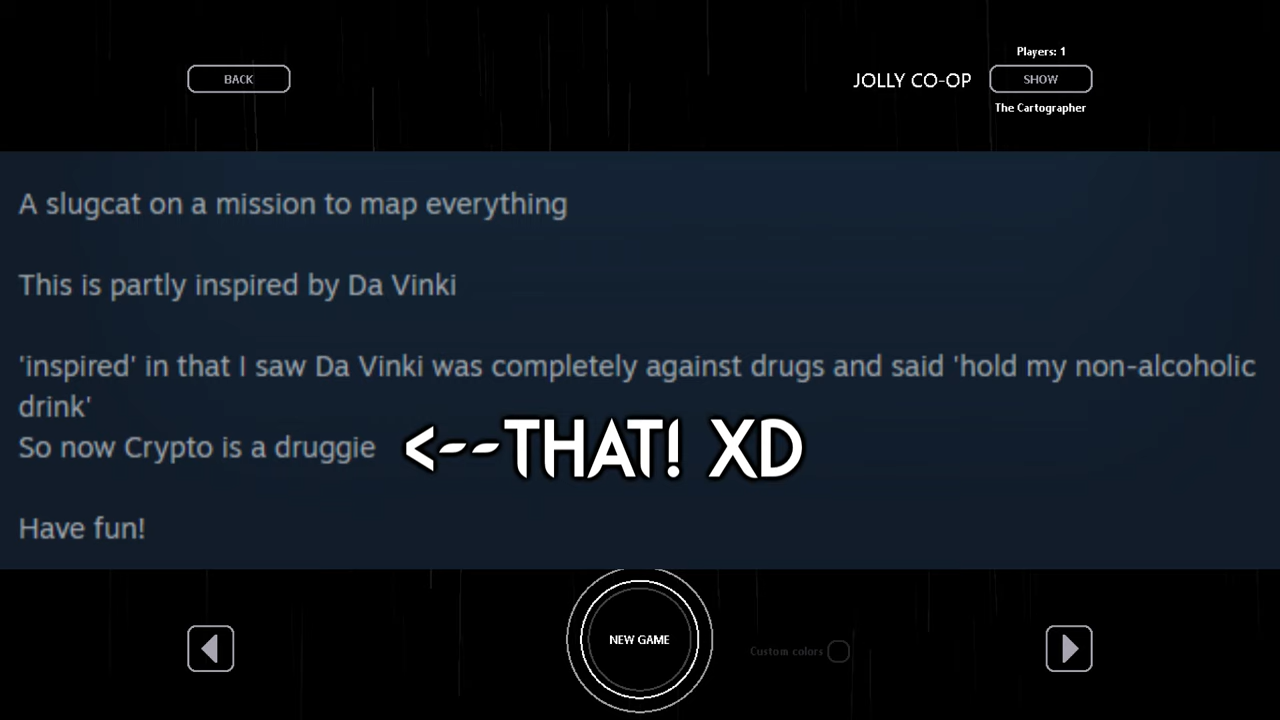 Players: 1
BACK
JOLLY CO-OP
SHOW
The Cartographer
A slugcat on a mission to map everything
This is partly inspired by Da Vinki
'inspired' in that I saw Da Vinki was completely against drugs and said 'hold my non-alcoholic
drink'
So now Crypto is a druggie
<--THAT! XD
Have fun!
NEW GAME
Custom colors